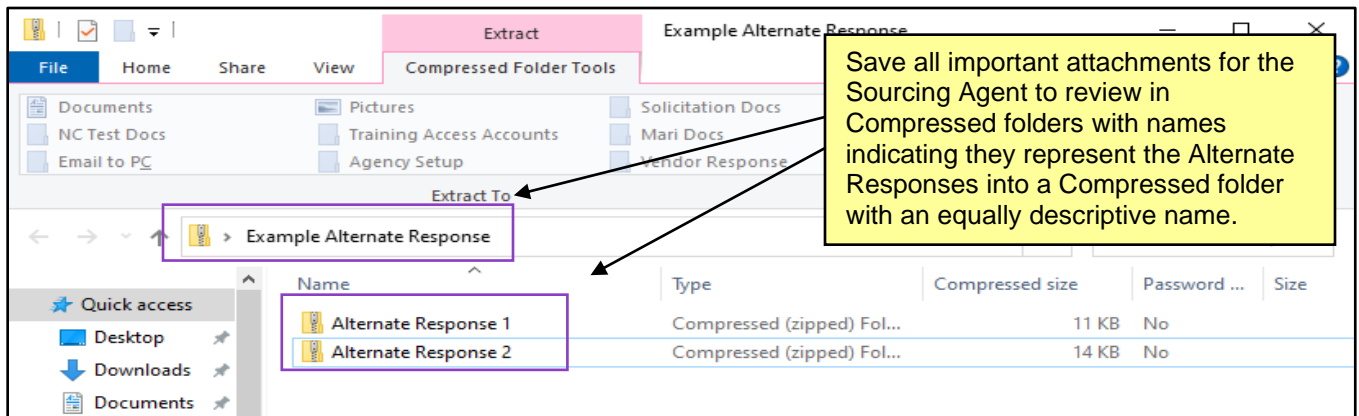 Extract
Example Alternate Response
File Home Share View Compressed Folder Tools
Documents Pictures Solicitation Docs
NC Test Docs Training Access Accounts Mari Docs
Email to PC Agency Setup Vendor Response
Extract To
Save all important attachments for the
Sourcing Agent to review in
Compressed folders with names
indicating they represent the Alternate
Responses into a Compressed folder
with an equally descriptive name.
Example Alternate Response
Name Type Compressed size Password ... Size
Quick access
Alternate Response 1 Compressed (zipped) Fol... 11 KB No
Desktop
Alternate Response 2 Compressed (zipped) Fol... 14 KB No
Downloads
Documents